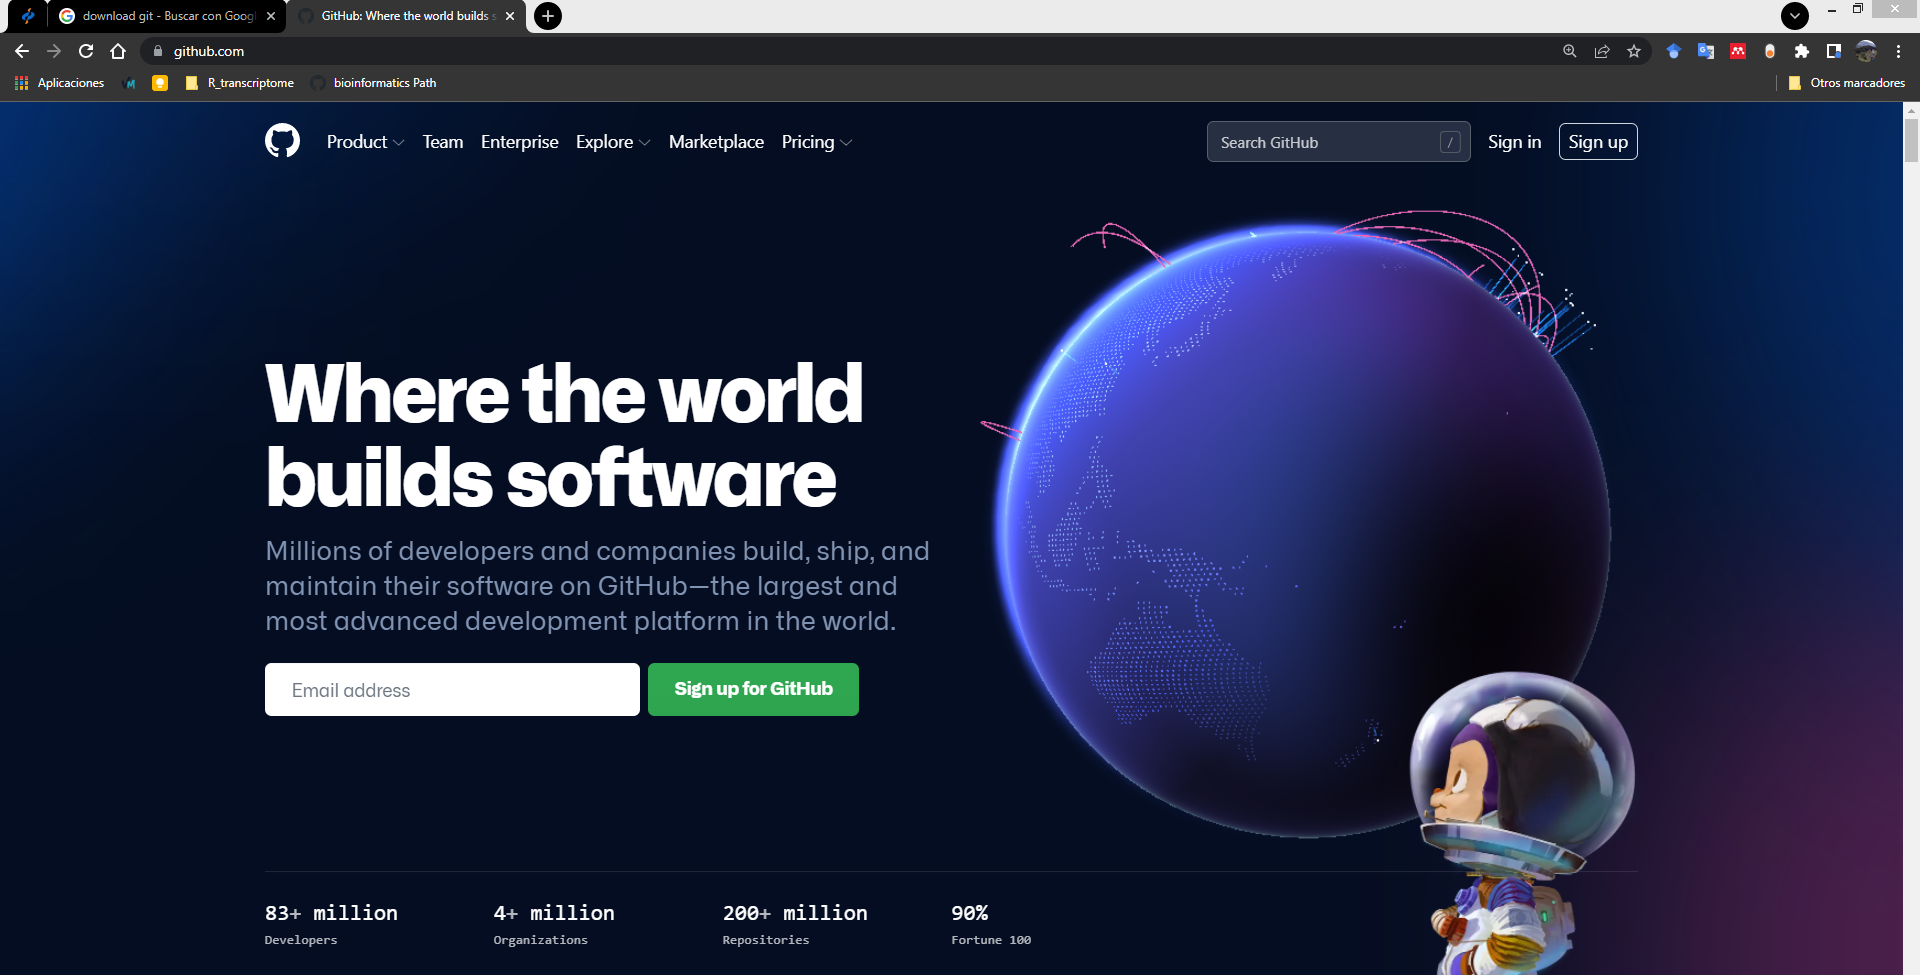 download git - Buscar con Googl
GitHub: Where the world builds s
github.com
Aplicaciones
R_transcriptome
bioinformatics Path
Otros marcadores
Product
Team
Enterprise
Explore
Marketplace
Pricing
Search GitHub
/
Sign in
Sign up
Where the world
builds software
Millions of developers and companies build, ship, and
maintain their software on GitHub—the largest and
most advanced development platform in the world.
Email address
Sign up for GitHub
83+ million
Developers
4+ million
Organizations
200+ million
Repositories
90%
Fortune 100